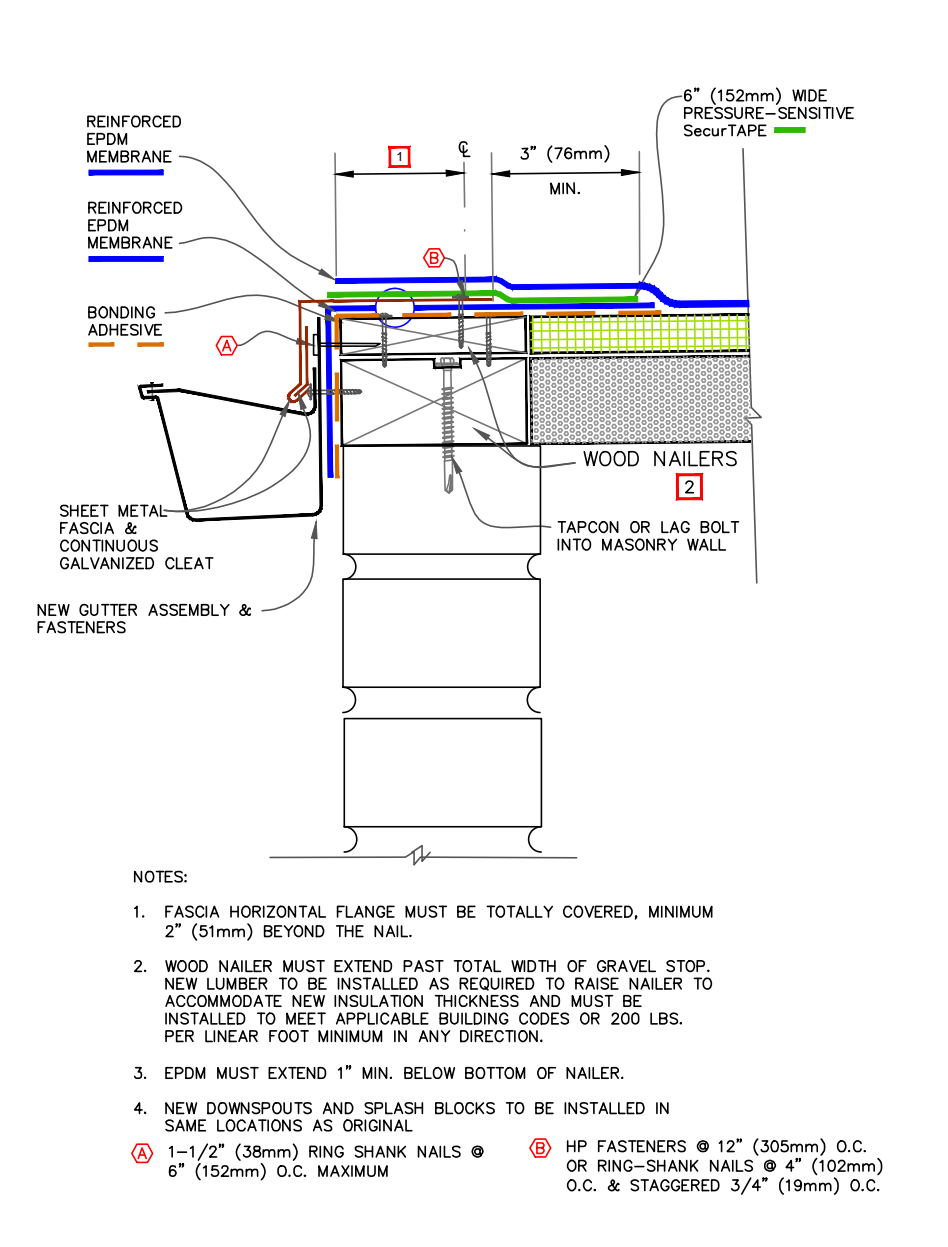 6" (152mm) WIDE
PRESSURE-SENSITIVE
SecurTAPE
REINFORCED
EPDM
MEMBRANE
1
℄
3" (76mm)
MIN.
REINFORCED
EPDM
MEMBRANE
B
BONDING
ADHESIVE
A
WOOD NAILERS
2
SHEET METAL
FASCIA &
CONTINUOUS
GALVANIZED CLEAT
TAPCON OR LAG BOLT
INTO MASONRY WALL
NEW GUTTER ASSEMBLY &
FASTENERS
NOTES:
1. FASCIA HORIZONTAL FLANGE MUST BE TOTALLY COVERED, MINIMUM
2" (51mm) BEYOND THE NAIL.
2. WOOD NAILER MUST EXTEND PAST TOTAL WIDTH OF GRAVEL STOP.
NEW LUMBER TO BE INSTALLED AS REQUIRED TO RAISE NAILER TO
ACCOMMODATE NEW INSULATION THICKNESS AND MUST BE
INSTALLED TO MEET APPLICABLE BUILDING CODES OR 200 LBS.
PER LINEAR FOOT MINIMUM IN ANY DIRECTION.
3. EPDM MUST EXTEND 1" MIN. BELOW BOTTOM OF NAILER.
4. NEW DOWNSPOUTS AND SPLASH BLOCKS TO BE INSTALLED IN
SAME LOCATIONS AS ORIGINAL
A 1-1/2" (38mm) RING SHANK NAILS @
6" (152mm) O.C. MAXIMUM
B HP FASTENERS @ 12" (305mm) O.C.
OR RING-SHANK NAILS @ 4" (102mm)
O.C. & STAGGERED 3/4" (19mm) O.C.